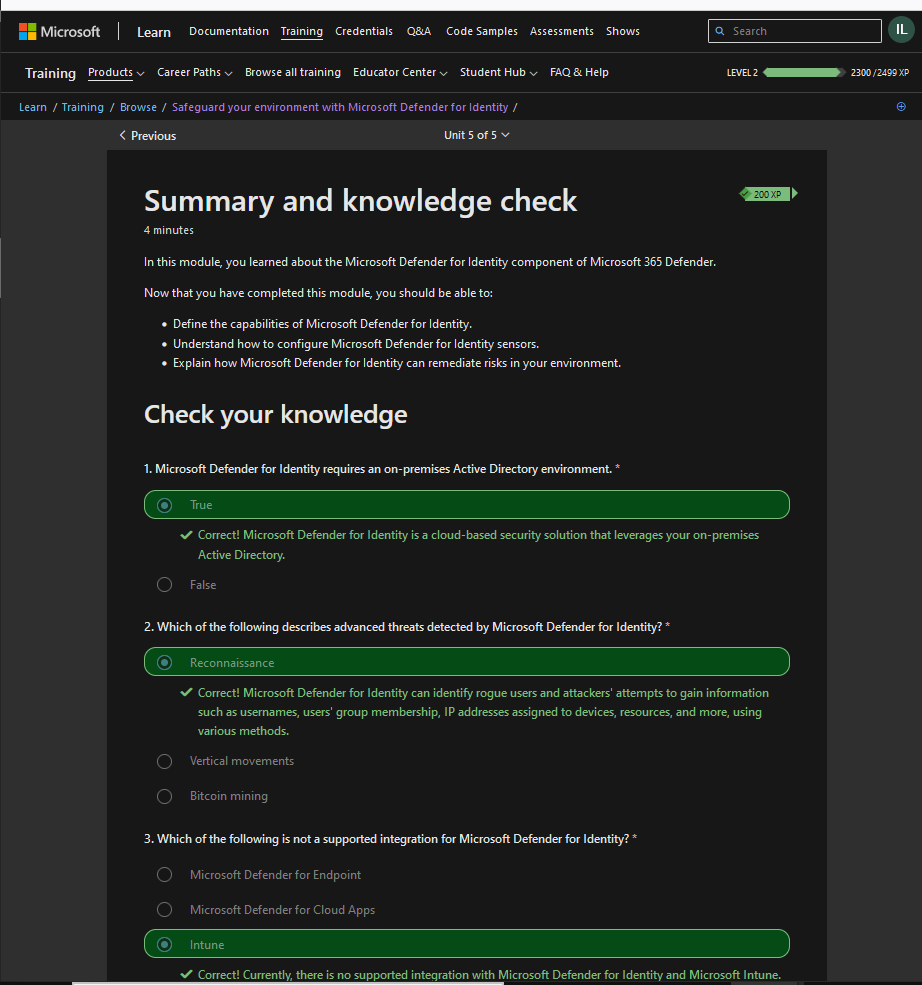 Microsoft Learn Documentation Training Credentials Q&A Code Samples Assessments Shows Search IL
Training Products Career Paths Browse all training Educator Center Student Hub FAQ & Help LEVEL 2 2300 /2499 XP
Learn / Training / Browse / Safeguard your environment with Microsoft Defender for Identity /
Previous Unit 5 of 5
Summary and knowledge check
200 XP
4 minutes
In this module, you learned about the Microsoft Defender for Identity component of Microsoft 365 Defender.
Now that you have completed this module, you should be able to:
• Define the capabilities of Microsoft Defender for Identity.
• Understand how to configure Microsoft Defender for Identity sensors.
• Explain how Microsoft Defender for Identity can remediate risks in your environment.
Check your knowledge
1. Microsoft Defender for Identity requires an on-premises Active Directory environment. *
True
Correct! Microsoft Defender for Identity is a cloud-based security solution that leverages your on-premises
Active Directory.
False
2. Which of the following describes advanced threats detected by Microsoft Defender for Identity? *
Reconnaissance
Correct! Microsoft Defender for Identity can identify rogue users and attackers' attempts to gain information
such as usernames, users' group membership, IP addresses assigned to devices, resources, and more, using
various methods.
Vertical movements
Bitcoin mining
3. Which of the following is not a supported integration for Microsoft Defender for Identity? *
Microsoft Defender for Endpoint
Microsoft Defender for Cloud Apps
Intune
Correct! Currently, there is no supported integration with Microsoft Defender for Identity and Microsoft Intune.